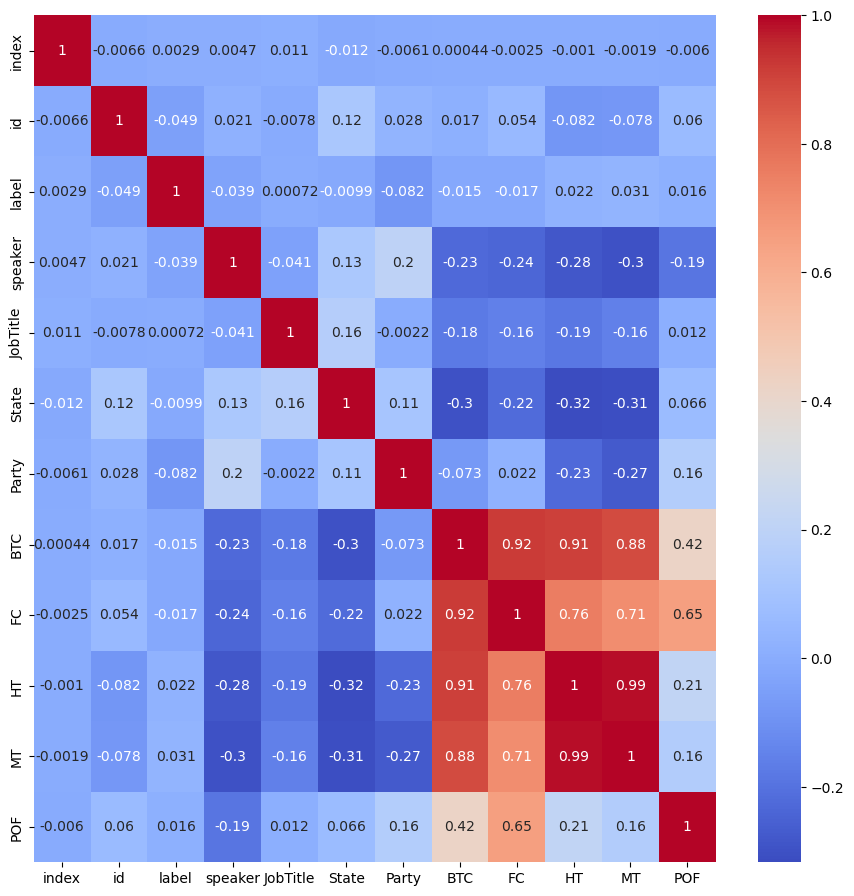 index 1 -0.0066 0.0029 0.0047 0.011 -0.012 -0.0061 0.00044 -0.0025 -0.001 -0.0019 -0.006
id -0.0066 1 -0.049 0.021 -0.0078 0.12 0.028 0.017 0.054 -0.082 -0.078 0.06
label 0.0029 -0.049 1 -0.039 0.00072 -0.0099 -0.082 -0.015 -0.017 0.022 0.031 0.016
speaker 0.0047 0.021 -0.039 1 -0.041 0.13 0.2 -0.23 -0.24 -0.28 -0.3 -0.19
JobTitle 0.011 -0.0078 0.00072 -0.041 1 0.16 -0.0022 -0.18 -0.16 -0.19 -0.16 0.012
State -0.012 0.12 -0.0099 0.13 0.16 1 0.11 -0.3 -0.22 -0.32 -0.31 0.066
Party -0.0061 0.028 -0.082 0.2 -0.0022 0.11 1 -0.073 0.022 -0.23 -0.27 0.16
BTC 0.00044 0.017 -0.015 -0.23 -0.18 -0.3 -0.073 1 0.92 0.91 0.88 0.42
FC -0.0025 0.054 -0.017 -0.24 -0.16 -0.22 0.022 0.92 1 0.76 0.71 0.65
HT -0.001 -0.082 0.022 -0.28 -0.19 -0.32 -0.23 0.91 0.76 1 0.99 0.21
MT -0.0019 -0.078 0.031 -0.3 -0.16 -0.31 -0.27 0.88 0.71 0.99 1 0.16
POF -0.006 0.06 0.016 -0.19 0.012 0.066 0.16 0.42 0.65 0.21 0.16 1
index id label speaker JobTitle State Party BTC FC HT MT POF
1.0
0.8
0.6
0.4
0.2
0.0
−0.2